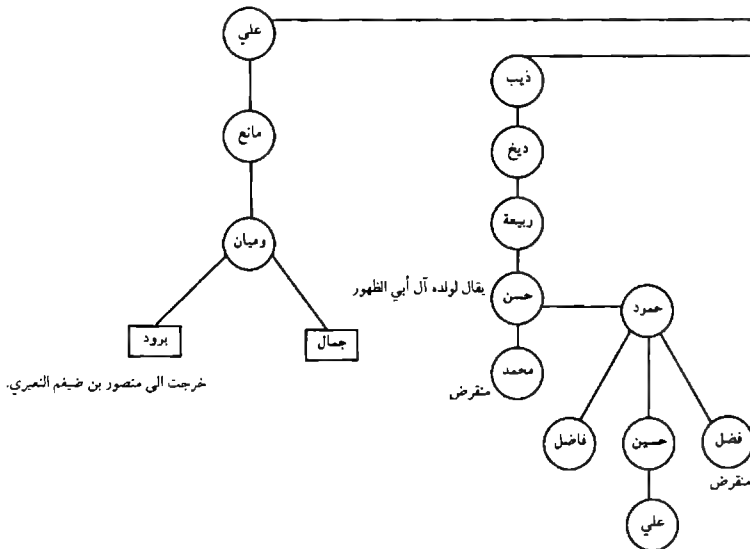 علي
ذيب
مانع
ديغ
ربيعة
وميان
حسن
يقال لولده آل أبي الظهور
حمود
جمال
برود
محمد
منقرض
خرجت الى منصور بن ضيغم النعيري.
فضل
حسين
فاضل
منقرض
علي